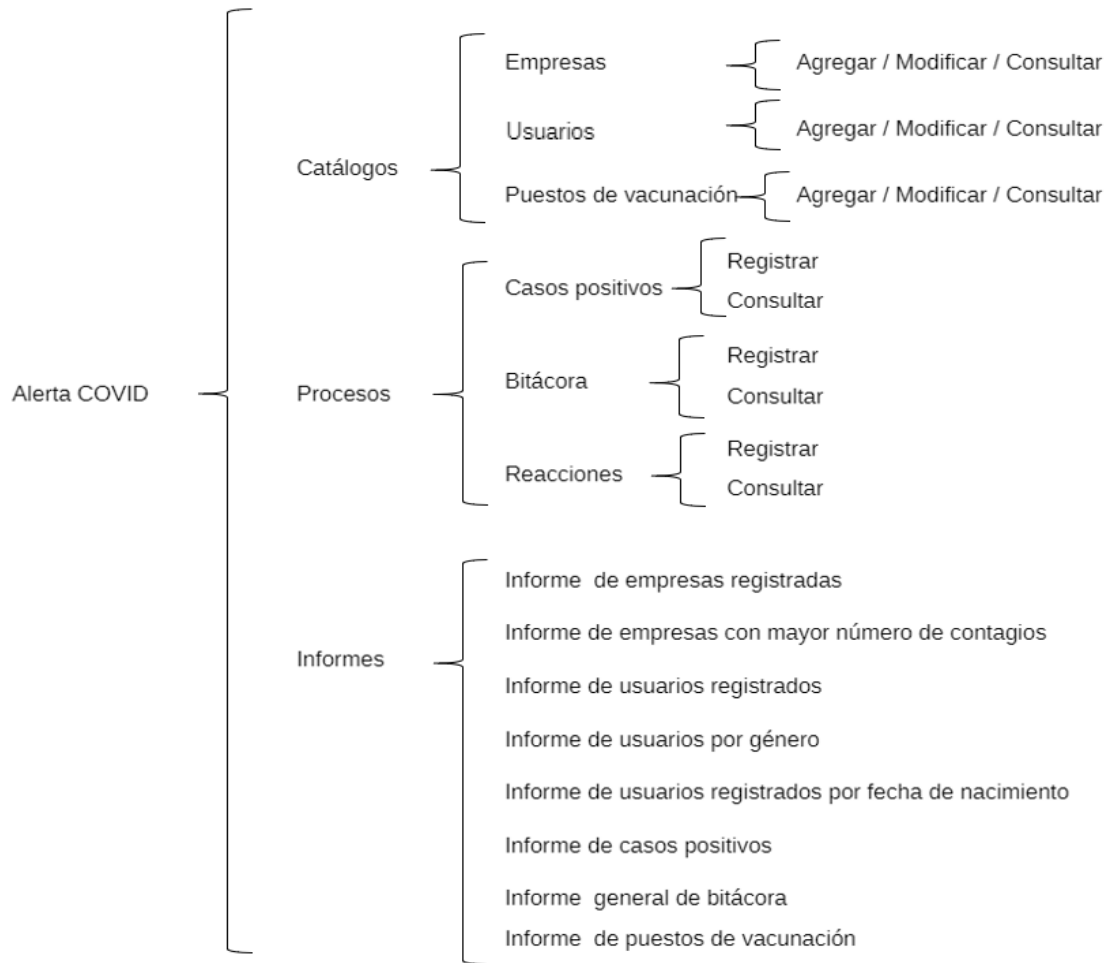 Alerta COVID
Catálogos
Empresas
Agregar / Modificar / Consultar
Usuarios
Agregar / Modificar / Consultar
Puestos de vacunación
Agregar / Modificar / Consultar
Procesos
Casos positivos
Registrar
Consultar
Bitácora
Registrar
Consultar
Reacciones
Registrar
Consultar
Informes
Informe de empresas registradas
Informe de empresas con mayor número de contagios
Informe de usuarios registrados
Informe de usuarios por género
Informe de usuarios registrados por fecha de nacimiento
Informe de casos positivos
Informe general de bitácora
Informe de puestos de vacunación